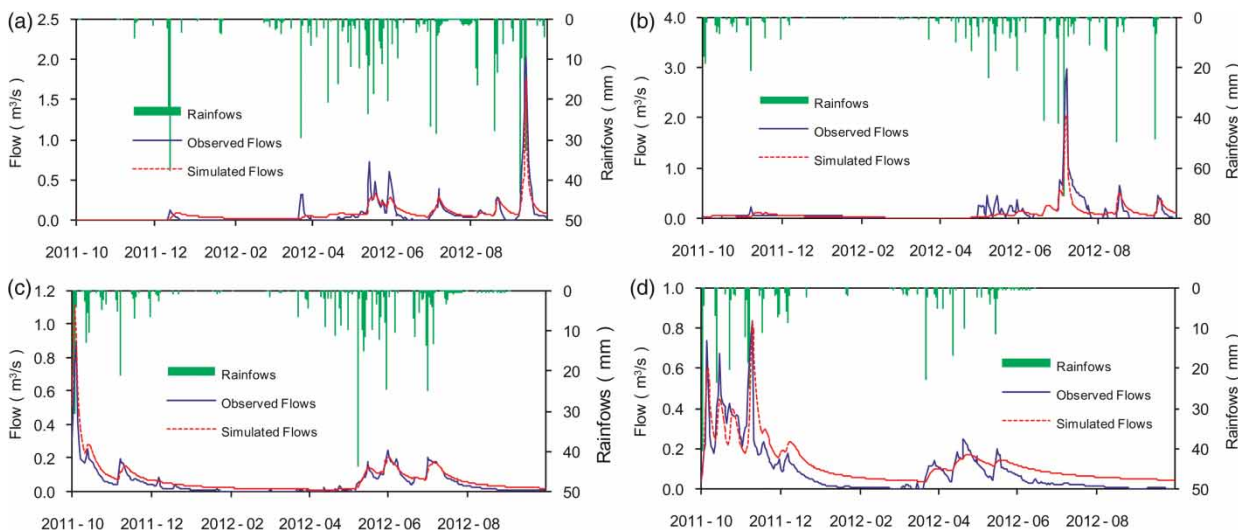 (a)
2.5
2.0
1.5
1.0
0.5
0.0
Flow ( m³/s )
0
10
20
30
40
50
Rainfows ( mm )
Rainfows
Observed Flows
Simulated Flows
2011- 10 2011- 12 2012- 02 2012- 04 2012- 06 2012- 08
(b)
4.0
3.0
2.0
1.0
0.0
Flow ( m³/s )
0
20
40
60
80
Rainfows ( mm )
Rainfows
Observed Flows
Simulated Flows
2011- 10 2011- 12 2012- 02 2012- 04 2012- 06 2012- 08
(c)
1.2
1.0
0.8
0.6
0.4
0.2
0.0
Flow ( m³/s )
0
10
20
30
40
50
Rainfows ( mm )
Rainfows
Observed Flows
Simulated Flows
2011- 10 2011- 12 2012- 02 2012- 04 2012- 06 2012- 08
(d)
1.0
0.8
0.6
0.4
0.2
0.0
Flow ( m³/s )
0
10
20
30
40
50
Rainfows ( mm )
Rainfows
Observed Flows
Simulated Flows
2011- 10 2011- 12 2012- 02 2012- 04 2012- 06 2012- 08